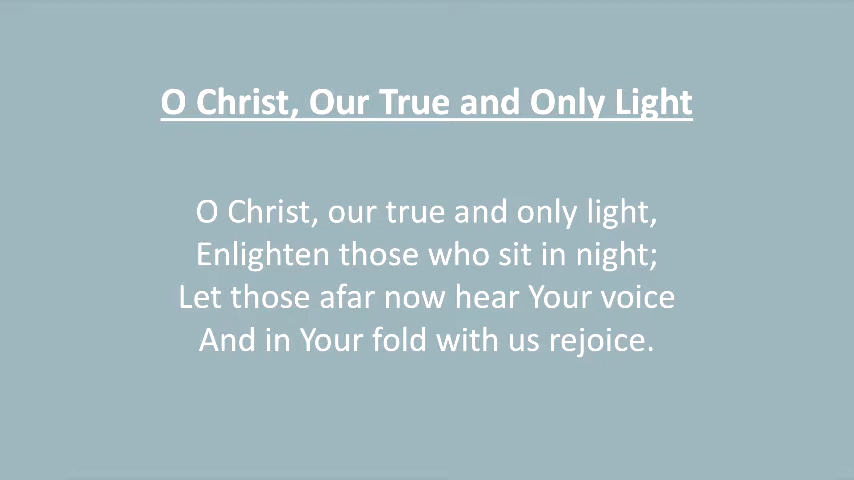 O Christ, Our True and Only Light
O Christ, our true and only light,
Enlighten those who sit in night;
Let those afar now hear Your voice
And in Your fold with us rejoice.